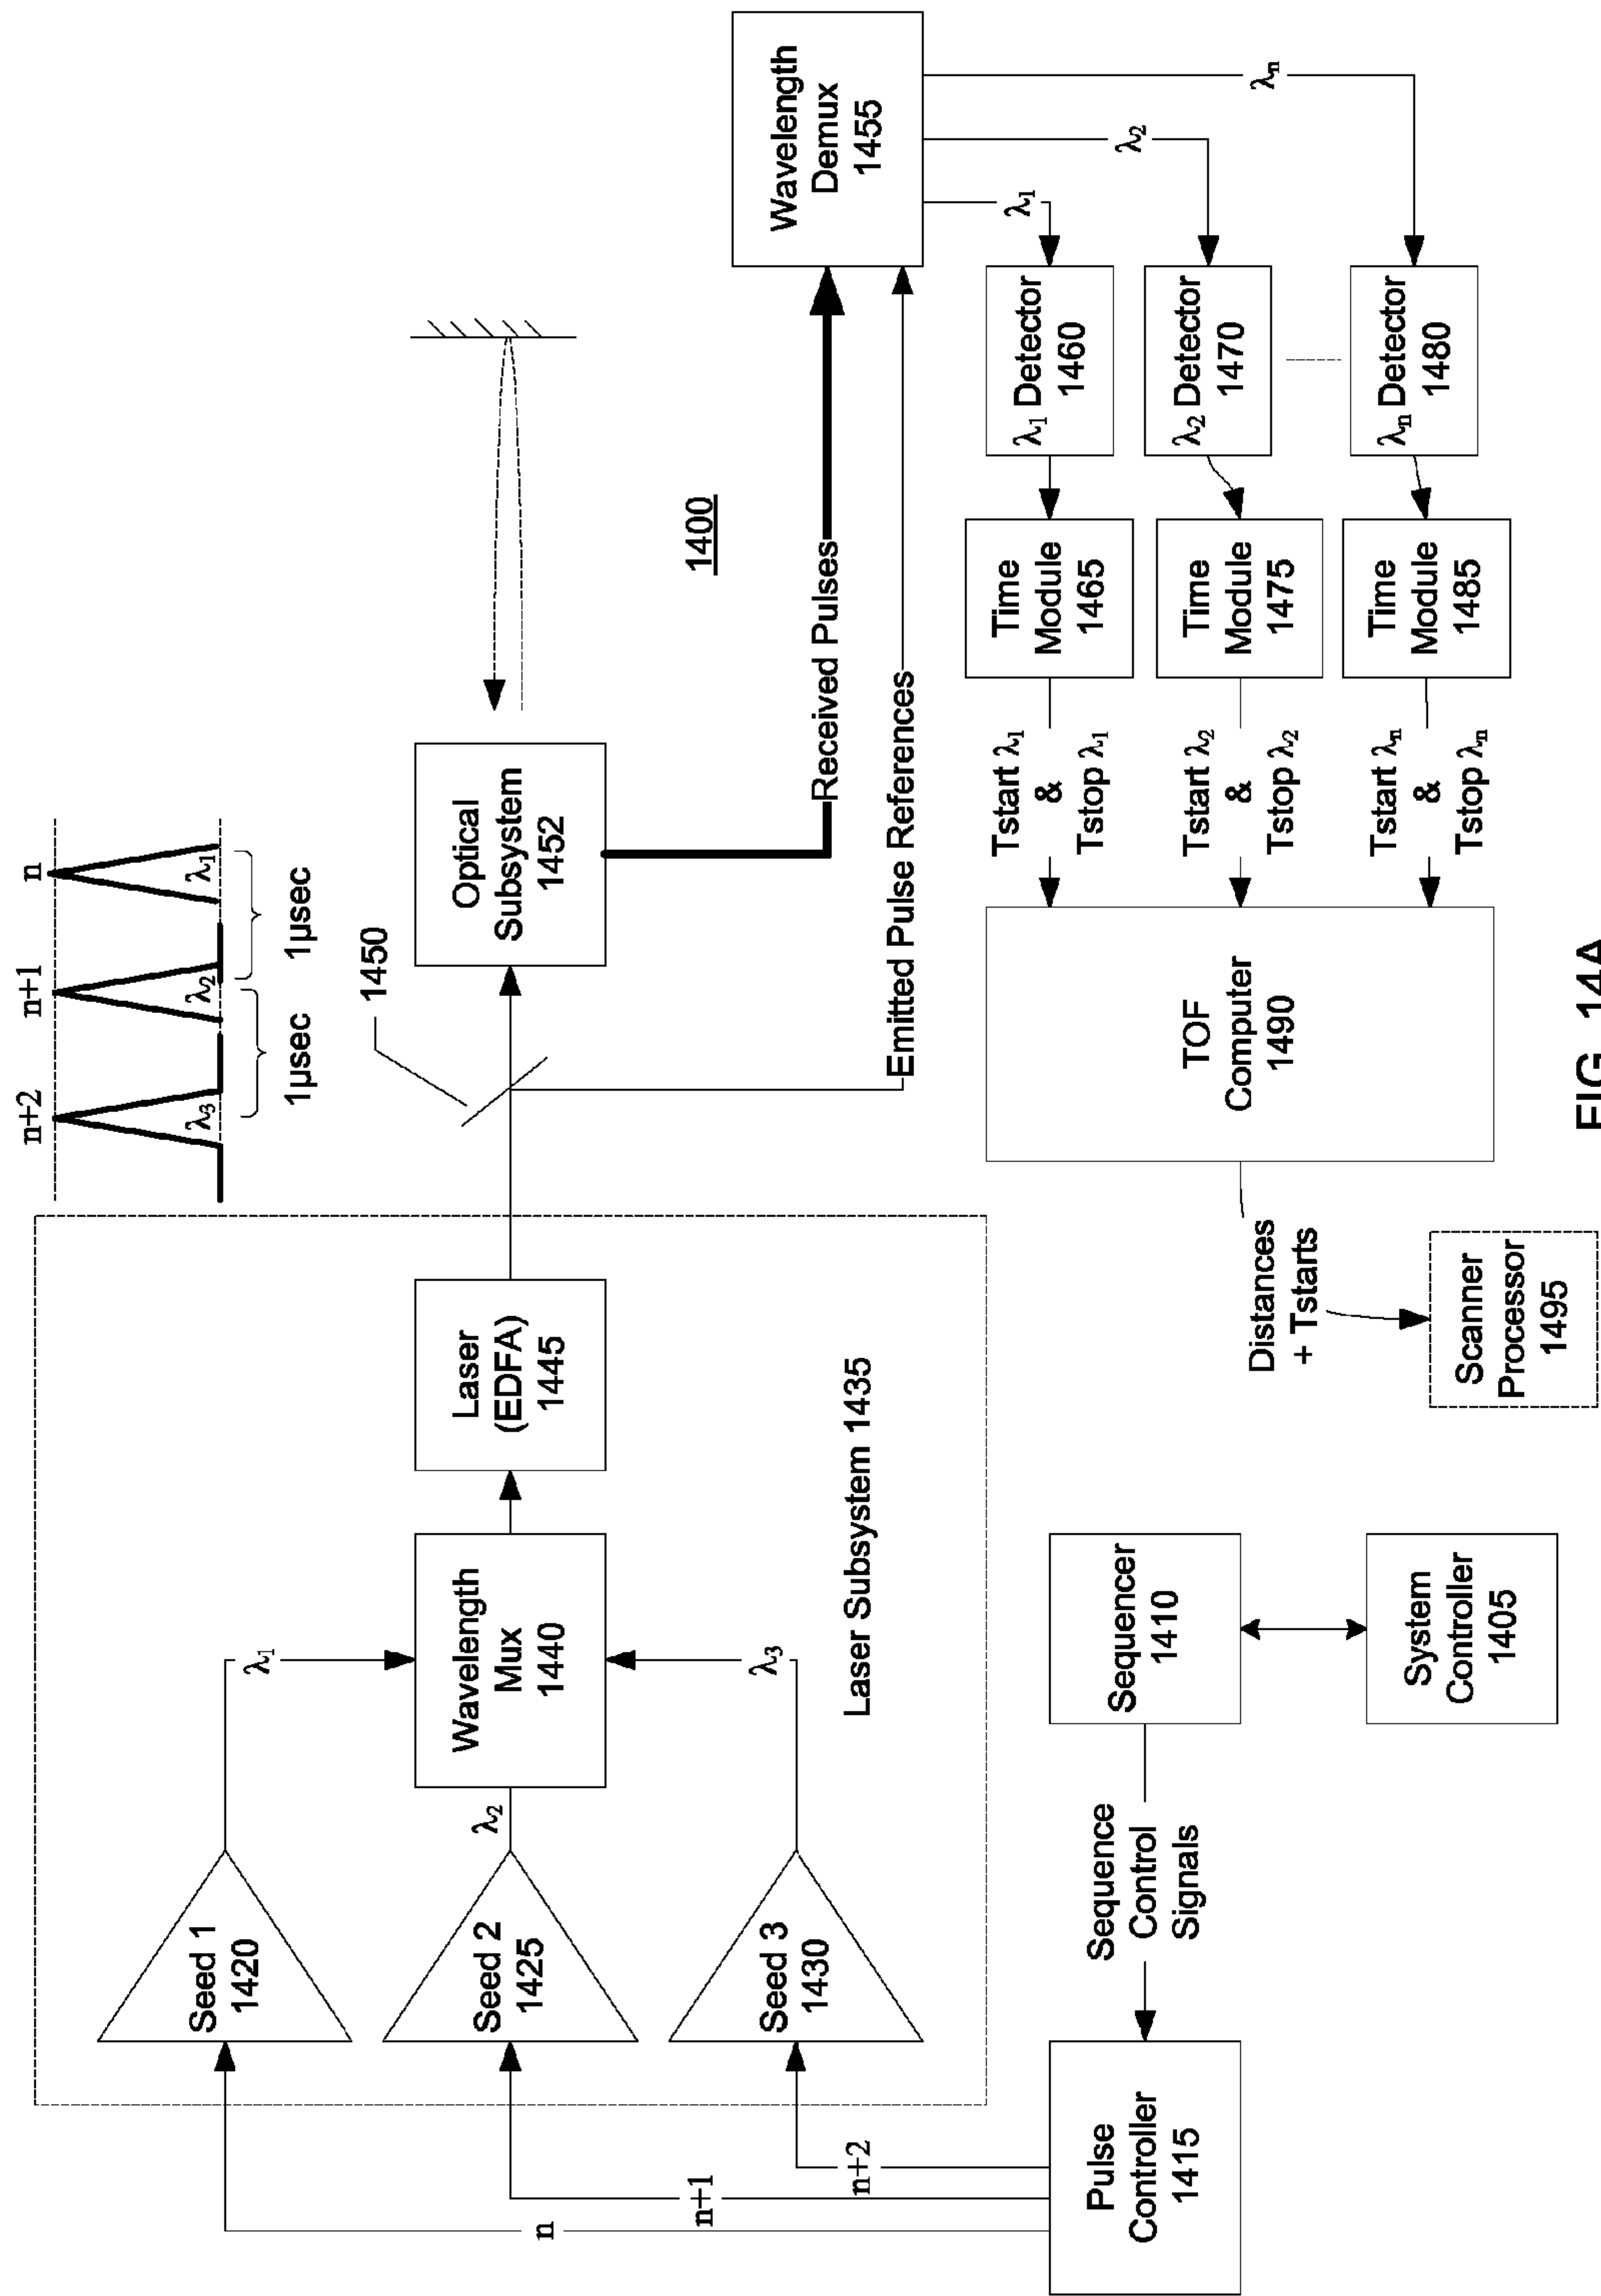 n+2
n+1
n
λ3
λ2
λ1
1µsec
1µsec
Seed 1
1420
Seed 2
1425
Seed 3
1430
λ1
λ2
λ3
Wavelength
Mux
1440
Laser
(EDFA)
1445
Laser Subsystem 1435
1450
Optical
Subsystem
1452
1400
Received Pulses
Emitted Pulse References
Wavelength
Demux
1455
λ1
λ2
λn
λ1 Detector
1460
λ2 Detector
1470
λn Detector
1480
Time
Module
1465
Time
Module
1475
Time
Module
1485
Tstart λ1
&
Tstop λ1
Tstart λ2
&
Tstop λ2
Tstart λn
&
Tstop λn
TOF
Computer
1490
Distances
+ Tstarts
Scanner
Processor
1495
n
n+1
n+2
Pulse
Controller
1415
Sequence
Control
Signals
Sequencer
1410
System
Controller
1405
FIG. 14A